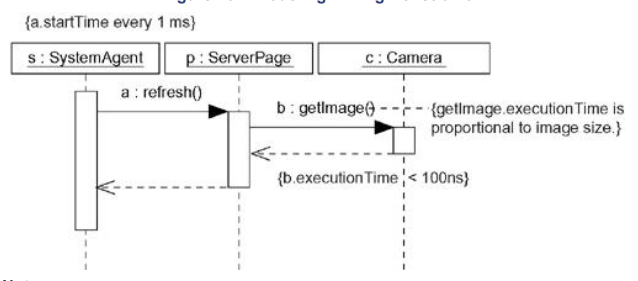 {a.startTime every 1 ms}
s : SystemAgent
p : ServerPage
c : Camera
a : refresh()
b : getImage()
{getImage.executionTime is
proportional to image size.}
{b.executionTime < 100ns}